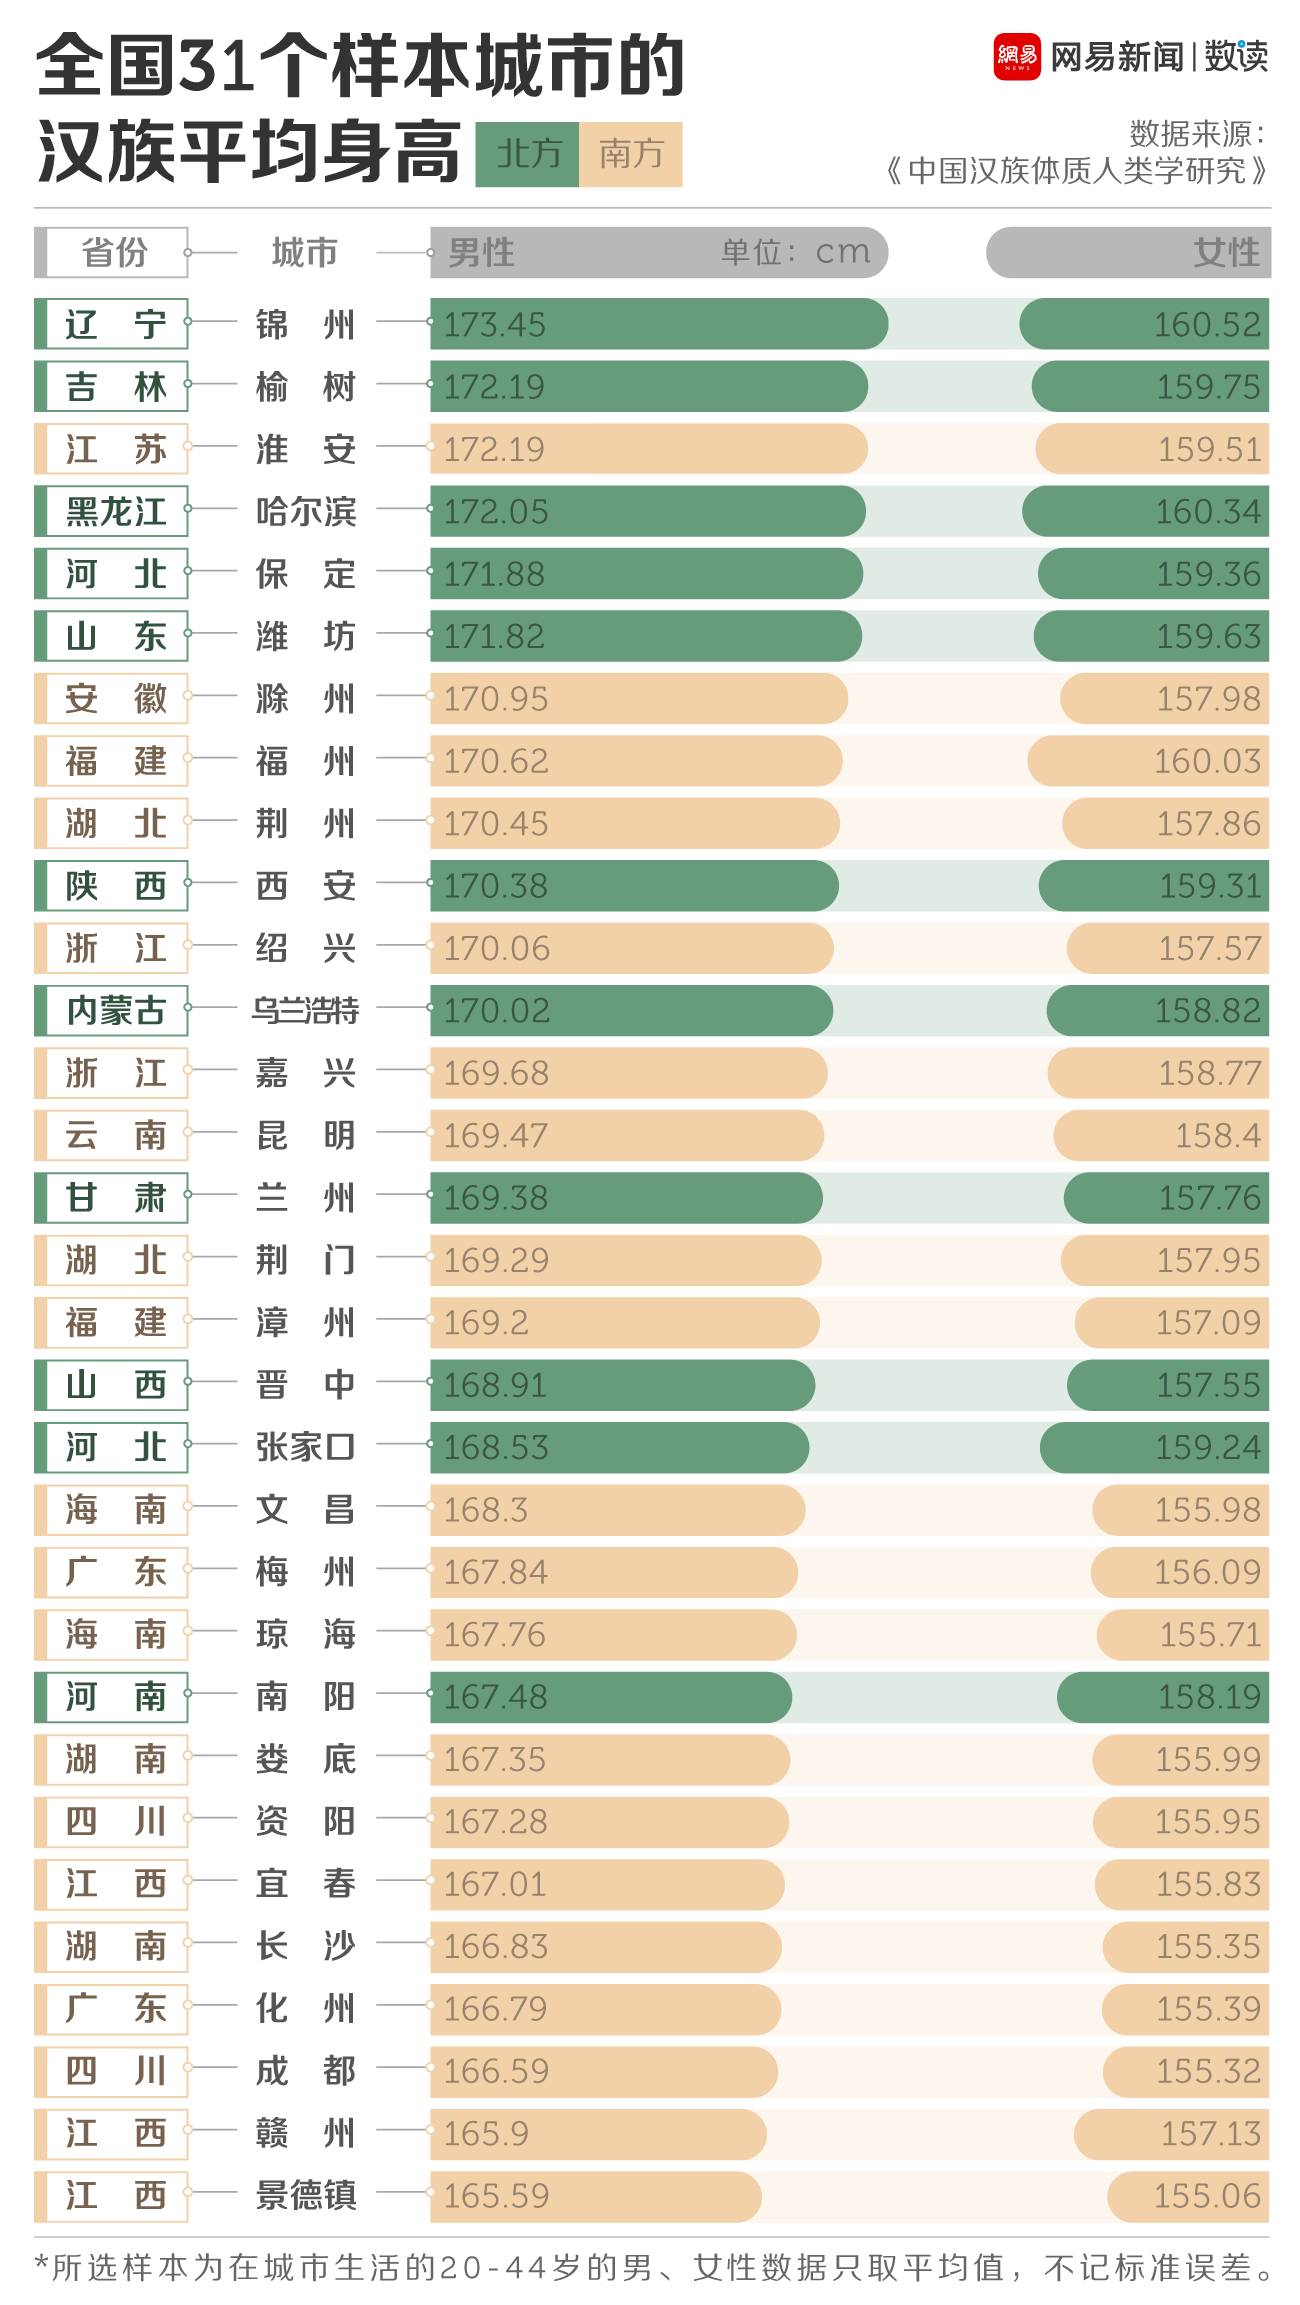 全国31个样本城市的
汉族平均身高 北方 南方
網易 NEWS 网易新闻 | 数读
数据来源：
《中国汉族体质人类学研究》
省份 城市 男性 单位：cm 女性
辽宁 锦州 173.45 160.52
吉林 榆树 172.19 159.75
江苏 淮安 172.19 159.51
黑龙江 哈尔滨 172.05 160.34
河北 保定 171.88 159.36
山东 潍坊 171.82 159.63
安徽 滁州 170.95 157.98
福建 福州 170.62 160.03
湖北 荆州 170.45 157.86
陕西 西安 170.38 159.31
浙江 绍兴 170.06 157.57
内蒙古 乌兰浩特 170.02 158.82
浙江 嘉兴 169.68 158.77
云南 昆明 169.47 158.4
甘肃 兰州 169.38 157.76
湖北 荆门 169.29 157.95
福建 漳州 169.2 157.09
山西 晋中 168.91 157.55
河北 张家口 168.53 159.24
海南 文昌 168.3 155.98
广东 梅州 167.84 156.09
海南 琼海 167.76 155.71
河南 南阳 167.48 158.19
湖南 娄底 167.35 155.99
四川 资阳 167.28 155.95
江西 宜春 167.01 155.83
湖南 长沙 166.83 155.35
广东 化州 166.79 155.39
四川 成都 166.59 155.32
江西 赣州 165.9 157.13
江西 景德镇 165.59 155.06
*所选样本为在城市生活的20-44岁的男、女性数据只取平均值，不记标准误差。